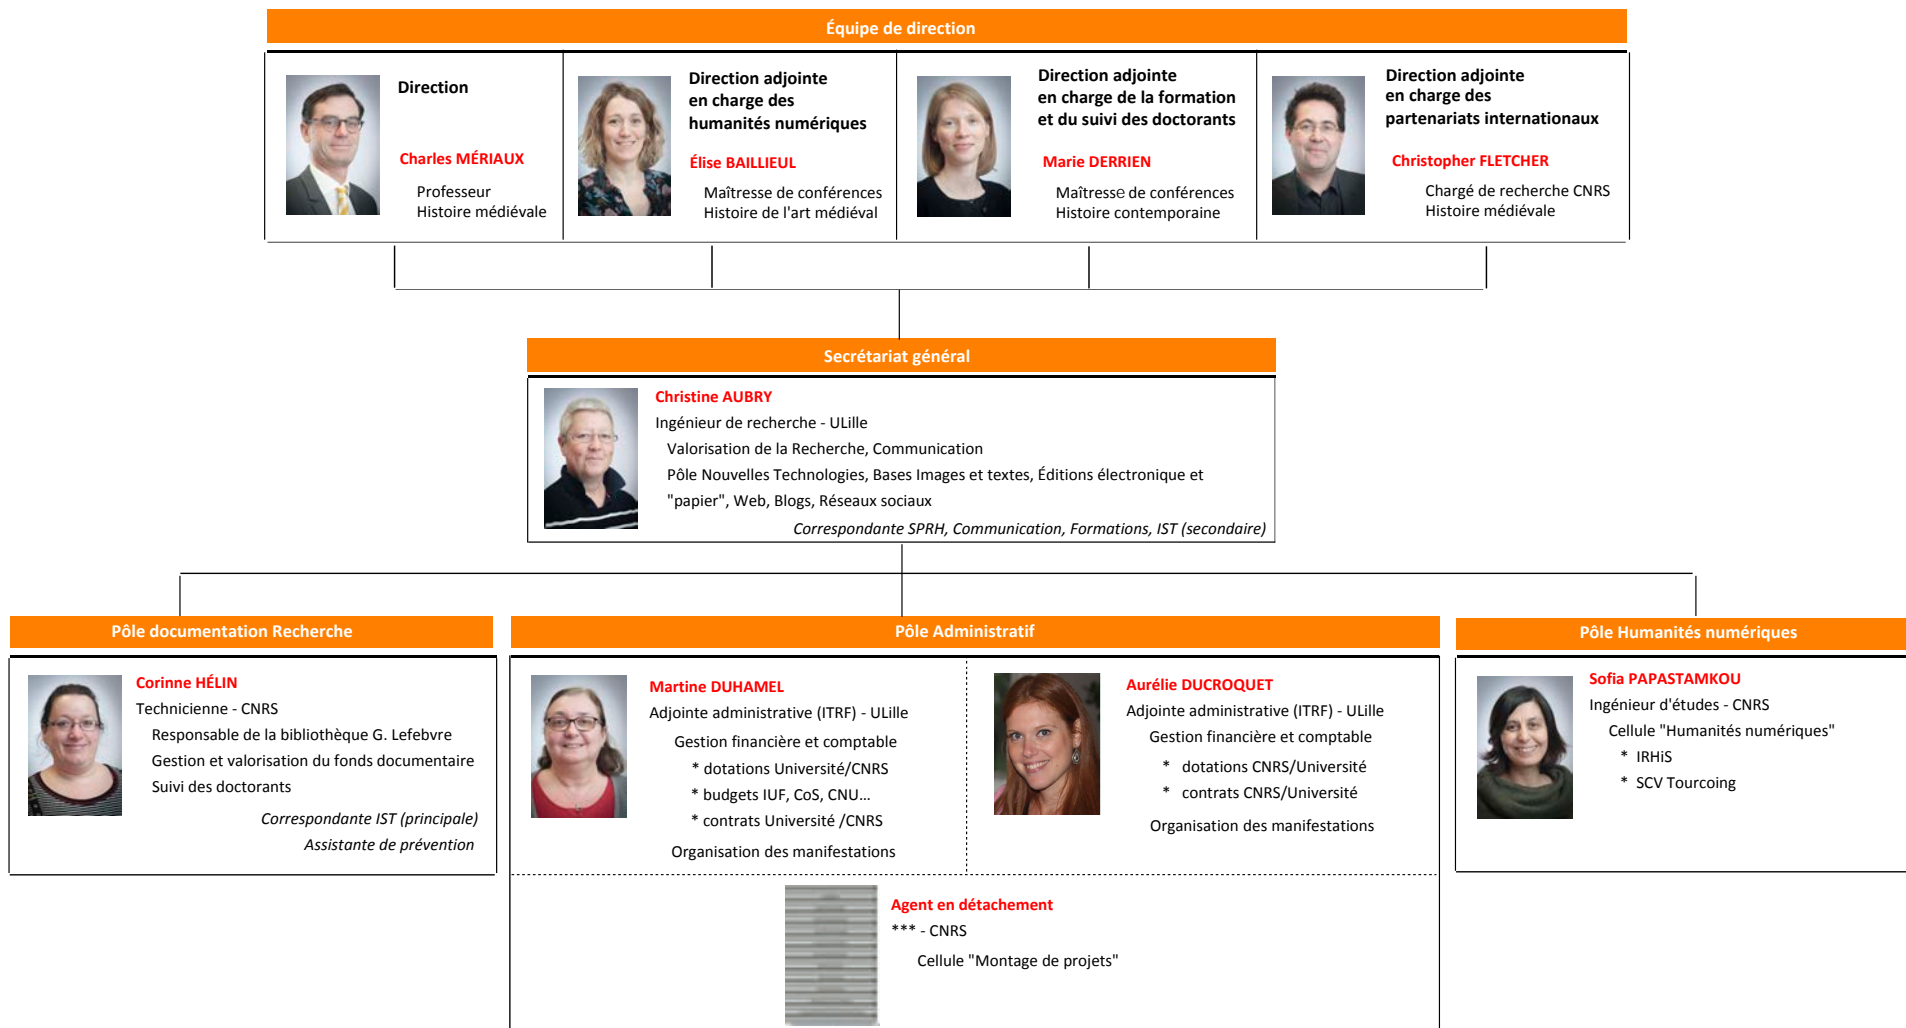 Équipe de direction
Direction
Charles MÉRIAUX
Professeur
Histoire médiévale
Direction adjointe
en charge des
humanités numériques
Élise BAILLIEUL
Maîtresse de conférences
Histoire de l'art médiéval
Direction adjointe
en charge de la formation
et du suivi des doctorants
Marie DERRIEN
Maîtresse de conférences
Histoire contemporaine
Direction adjointe
en charge des
partenariats internationaux
Christopher FLETCHER
Chargé de recherche CNRS
Histoire médiévale
Secrétariat général
Christine AUBRY
Ingénieur de recherche - ULille
Valorisation de la Recherche, Communication
Pôle Nouvelles Technologies, Bases Images et textes, Éditions électronique et
"papier", Web, Blogs, Réseaux sociaux
Correspondante SPRH, Communication, Formations, IST (secondaire)
Pôle documentation Recherche
Corinne HÉLIN
Technicienne - CNRS
Responsable de la bibliothèque G. Lefebvre
Gestion et valorisation du fonds documentaire
Suivi des doctorants
Correspondante IST (principale)
Assistante de prévention
Pôle Administratif
Martine DUHAMEL
Adjointe administrative (ITRF) - ULille
Gestion financière et comptable
* dotations Université/CNRS
* budgets IUF, CoS, CNU…
* contrats Université /CNRS
Organisation des manifestations
Aurélie DUCROQUET
Adjointe administrative (ITRF) - ULille
Gestion financière et comptable
* dotations CNRS/Université
* contrats CNRS/Université
Organisation des manifestations
Agent en détachement
*** - CNRS
Cellule "Montage de projets"
Pôle Humanités numériques
Sofia PAPASTAMKOU
Ingénieur d'études - CNRS
Cellule "Humanités numériques"
* IRHiS
* SCV Tourcoing